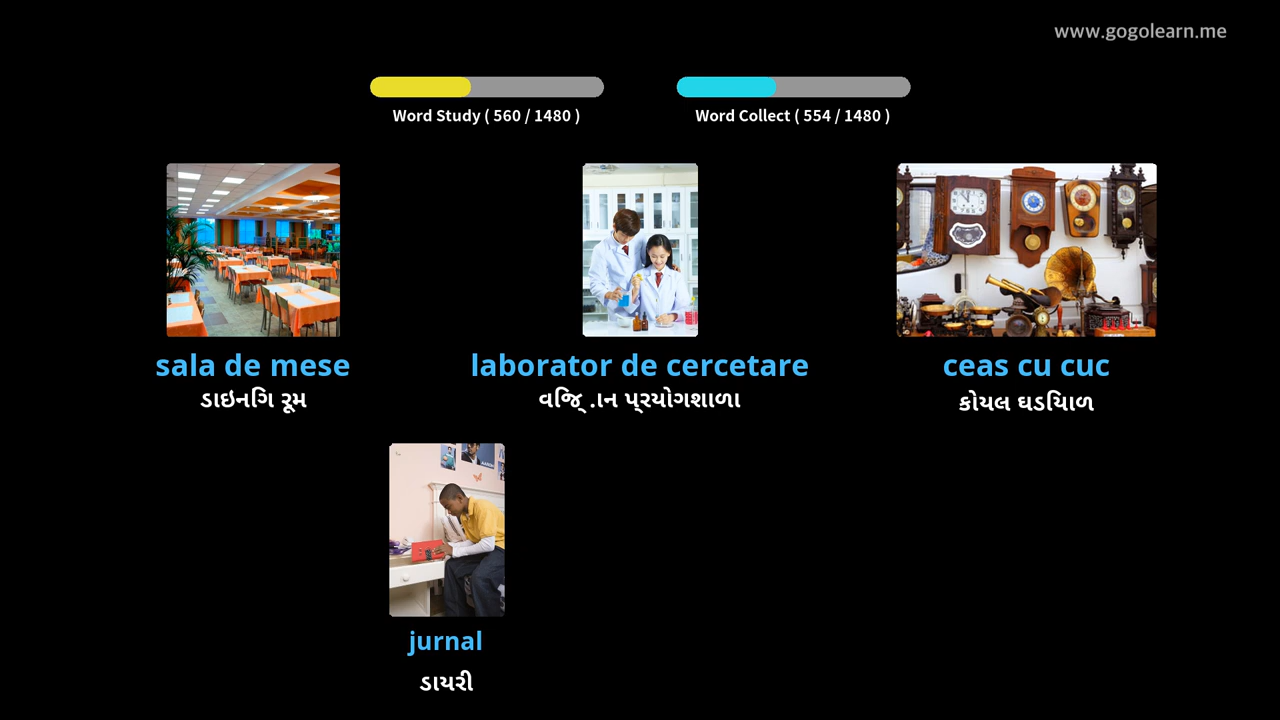 www.gogolearn.me
Word Study ( 560 / 1480 )
Word Collect ( 554 / 1480 )
sala de mese
laborator de cercetare
ceas cu cuc
ડાઇનગિ રૂમ
વજ્િ ાન પ્રયોગશાળા
કોયલ ઘડયિાળ
jurnal
ડાયરી